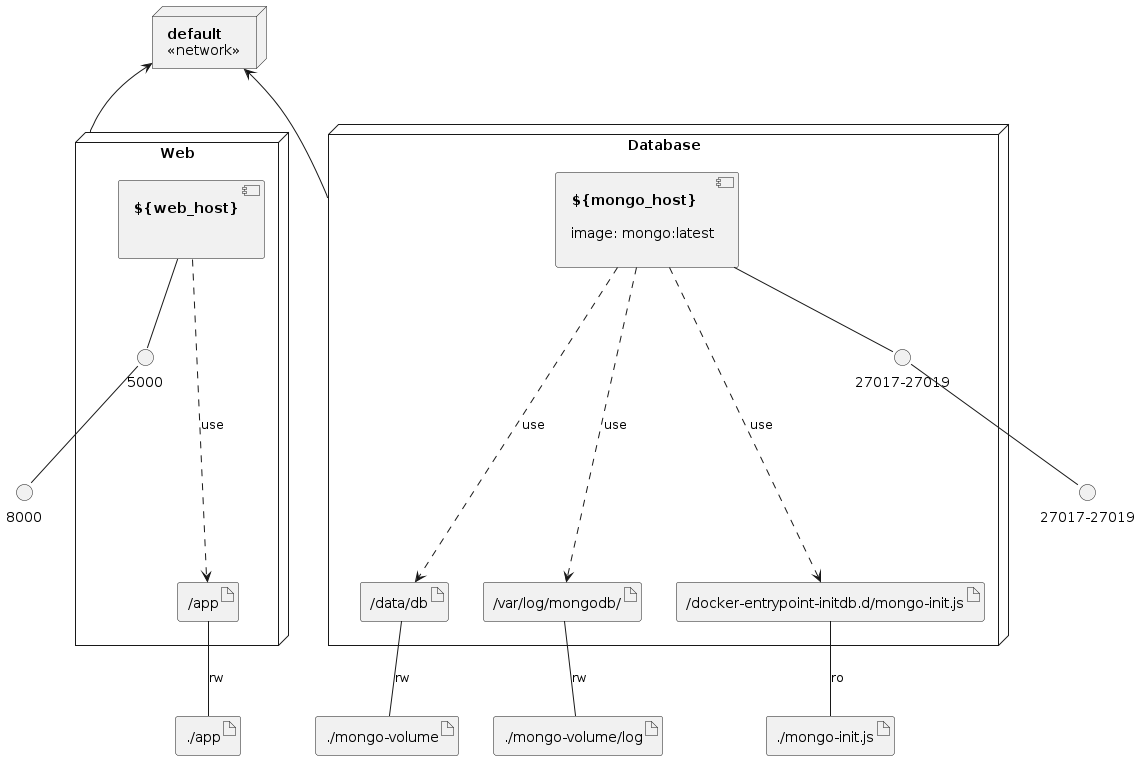 default
«network»
Web
Database
${web_host}
${mongo_host}
image: mongo:latest
5000
27017-27019
use
use
use
use
8000
27017-27019
/app
/data/db
/var/log/mongodb/
/docker-entrypoint-initdb.d/mongo-init.js
rw
rw
rw
ro
./app
./mongo-volume
./mongo-volume/log
./mongo-init.js